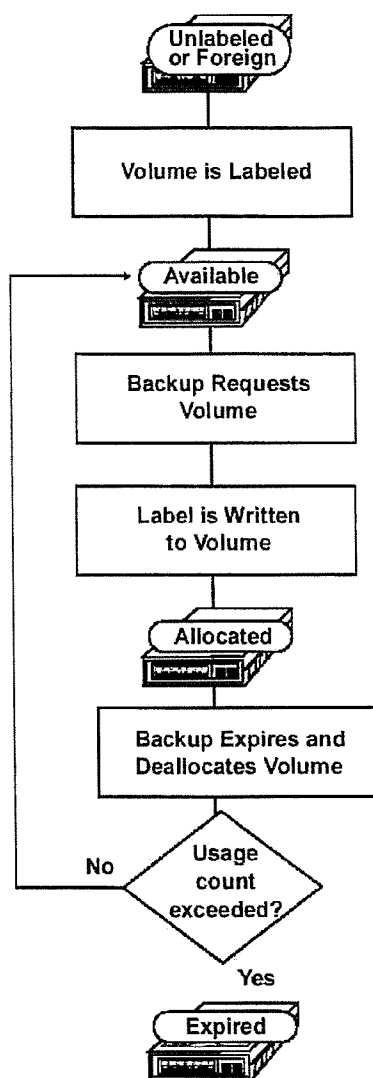 Unlabeled
or Foreign
Volume is Labeled
Available
Backup Requests
Volume
Label is Written
to Volume
Allocated
Backup Expires and
Deallocates Volume
No
Usage
count
exceeded?
Yes
Expired